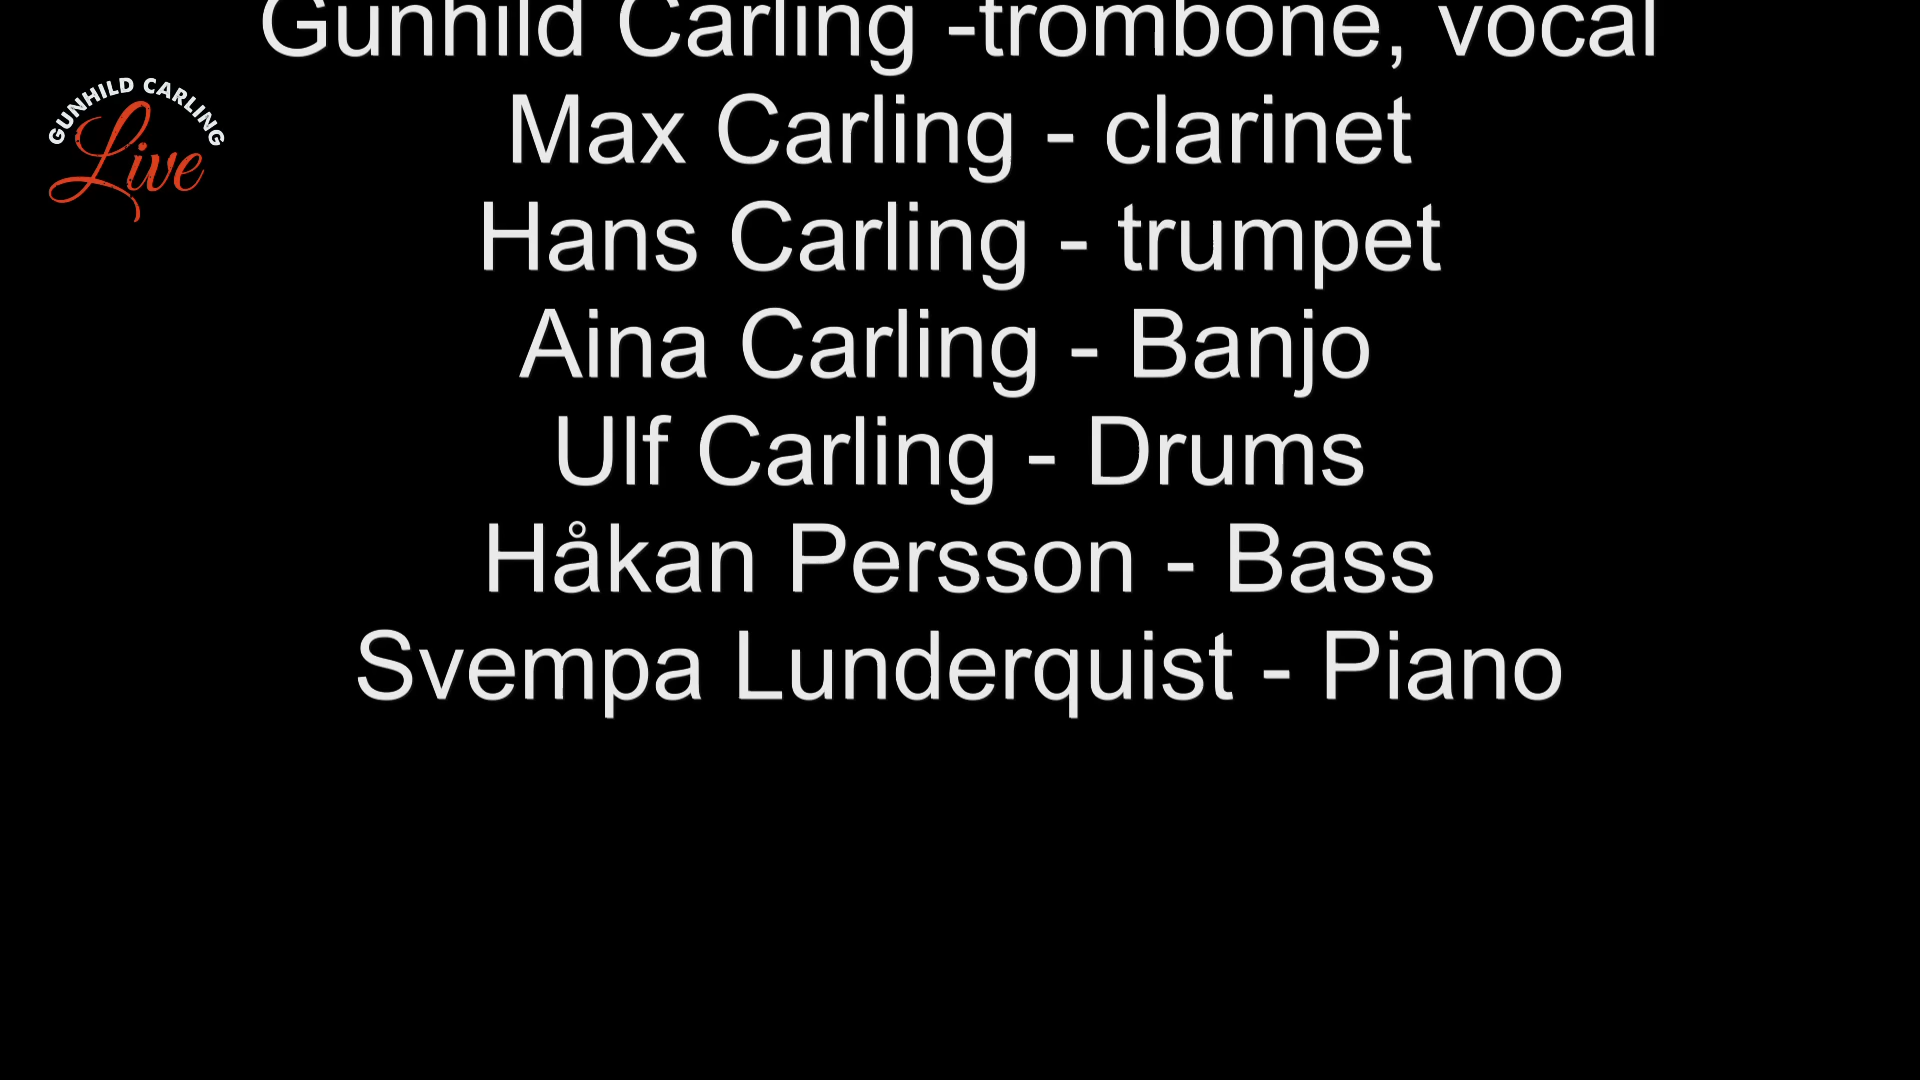 Gunhild Carling -trombone, vocal
GUNHILD CARLING
Live
Max Carling - clarinet
Hans Carling - trumpet
Aina Carling - Banjo
Ulf Carling - Drums
Håkan Persson - Bass
Svempa Lunderquist - Piano